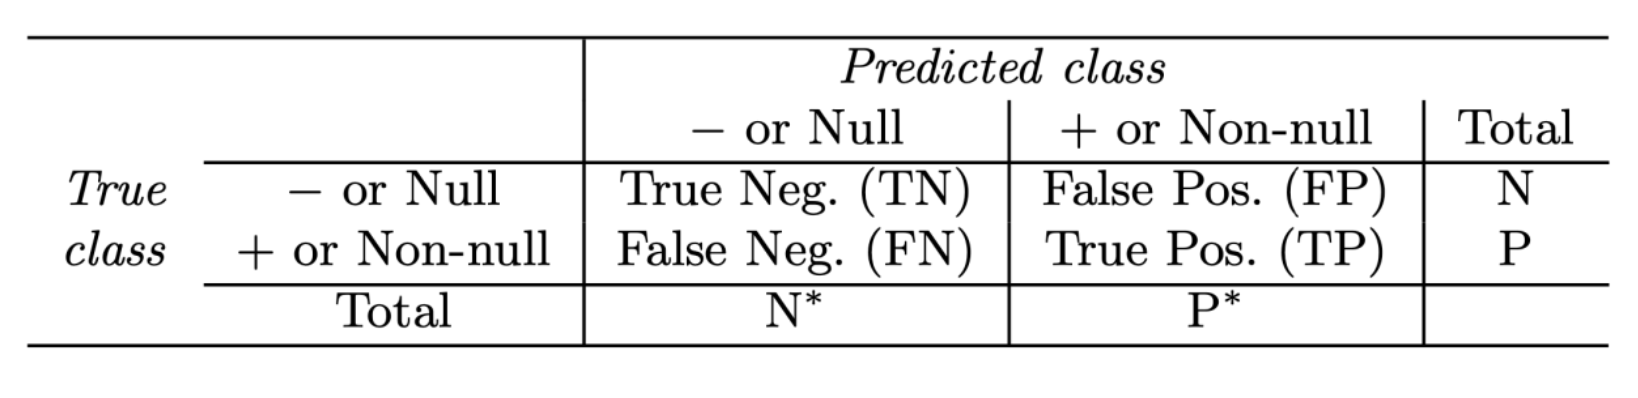 Predicted class
− or Null + or Non-null Total
True − or Null True Neg. (TN) False Pos. (FP) N
class + or Non-null False Neg. (FN) True Pos. (TP) P
Total N* P*